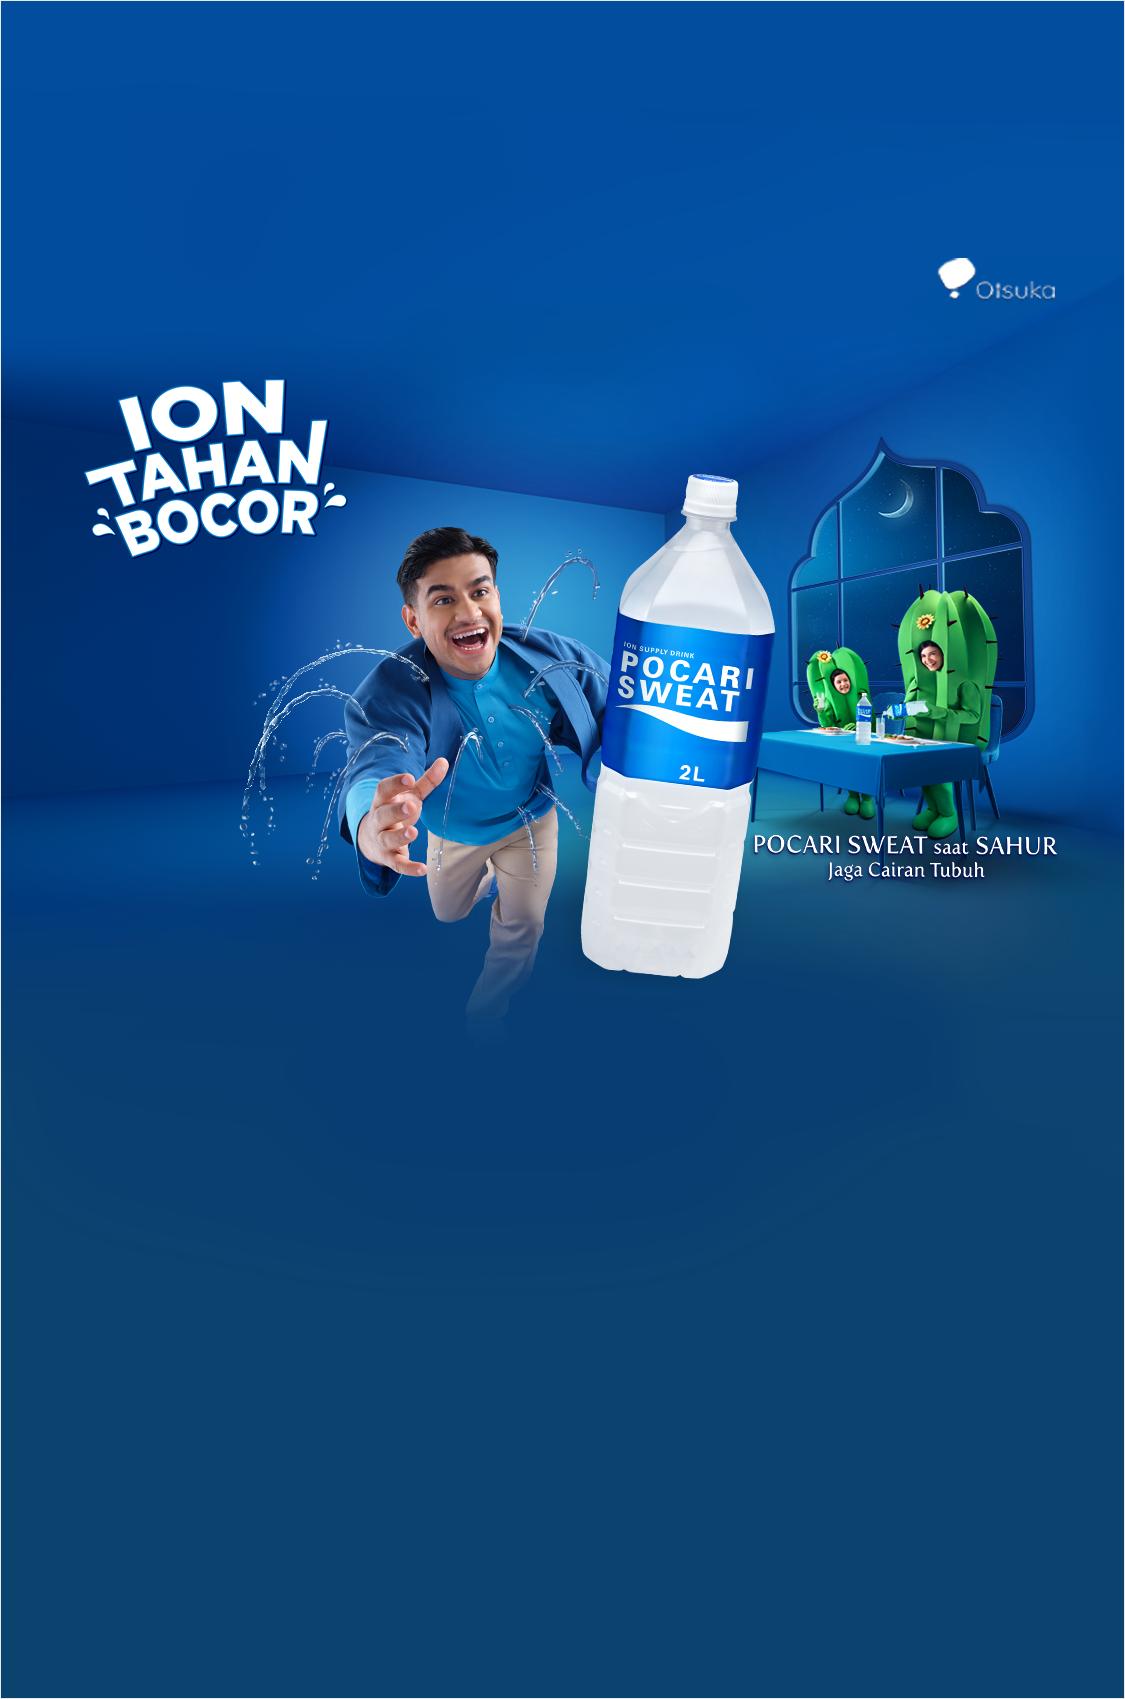 Otsuka
ION
TAHAN
BOCOR
ION SUPPLY DRINK
POCARI
SWEAT
2L
POCARI SWEAT saat SAHUR
Jaga Cairan Tubuh